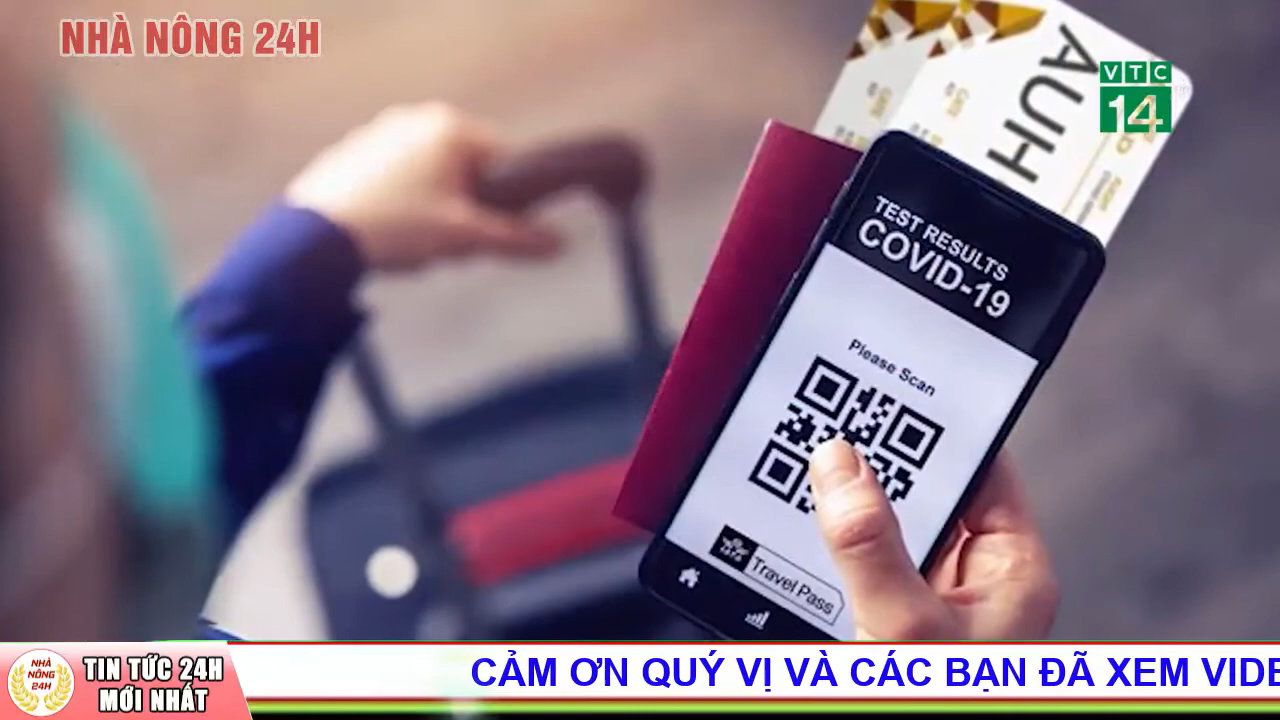 NHÀ NÔNG 24H
AUH
VTC
14
TEST RESULTS
COVID-19
Please Scan
IATA
Travel Pass
NHÀ NÔNG
24H
TIN TỨC 24H
MỚI NHẤT
CẢM ƠN QUÝ VỊ VÀ CÁC BẠN ĐÃ XEM VIDE